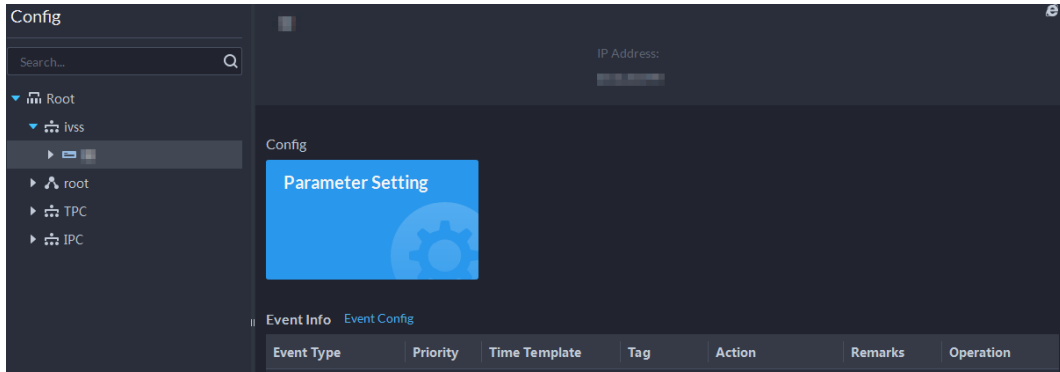 Config
Search...
Root
ivss
root
TPC
IPC
IP Address:
Config
Parameter Setting
Event Info Event Config
Event Type Priority Time Template Tag Action Remarks Operation